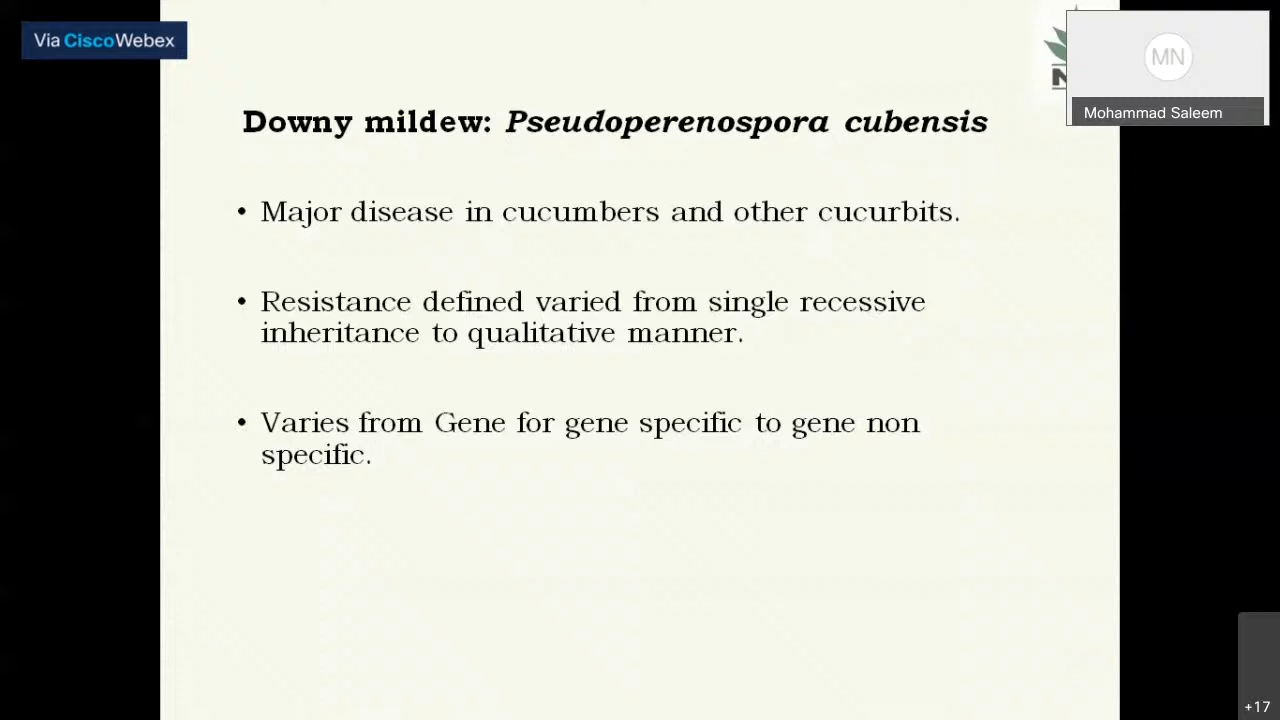 Via CiscoWebex
MN
Mohammad Saleem
Downy mildew: Pseudoperenospora cubensis
• Major disease in cucumbers and other cucurbits.
• Resistance defined varied from single recessive
inheritance to qualitative manner.
• Varies from Gene for gene specific to gene non
specific.
+17